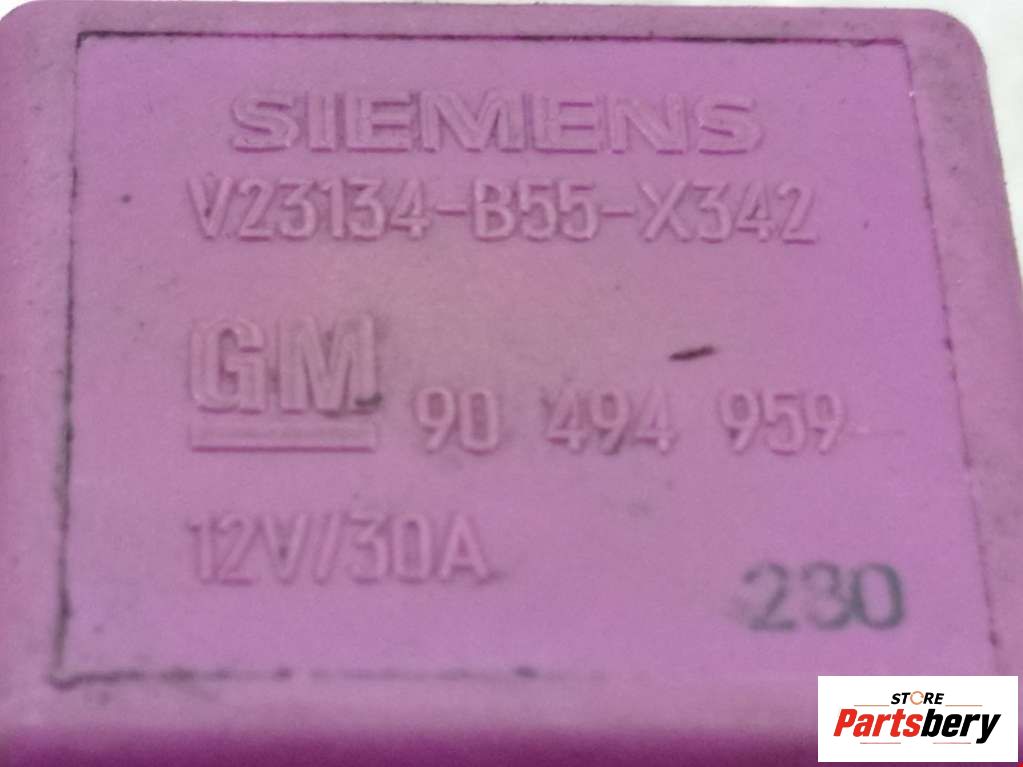 SIEMENS
V23134-B55-X342
GM 90 494 959
12V/30A
230
STORE
Partsbery